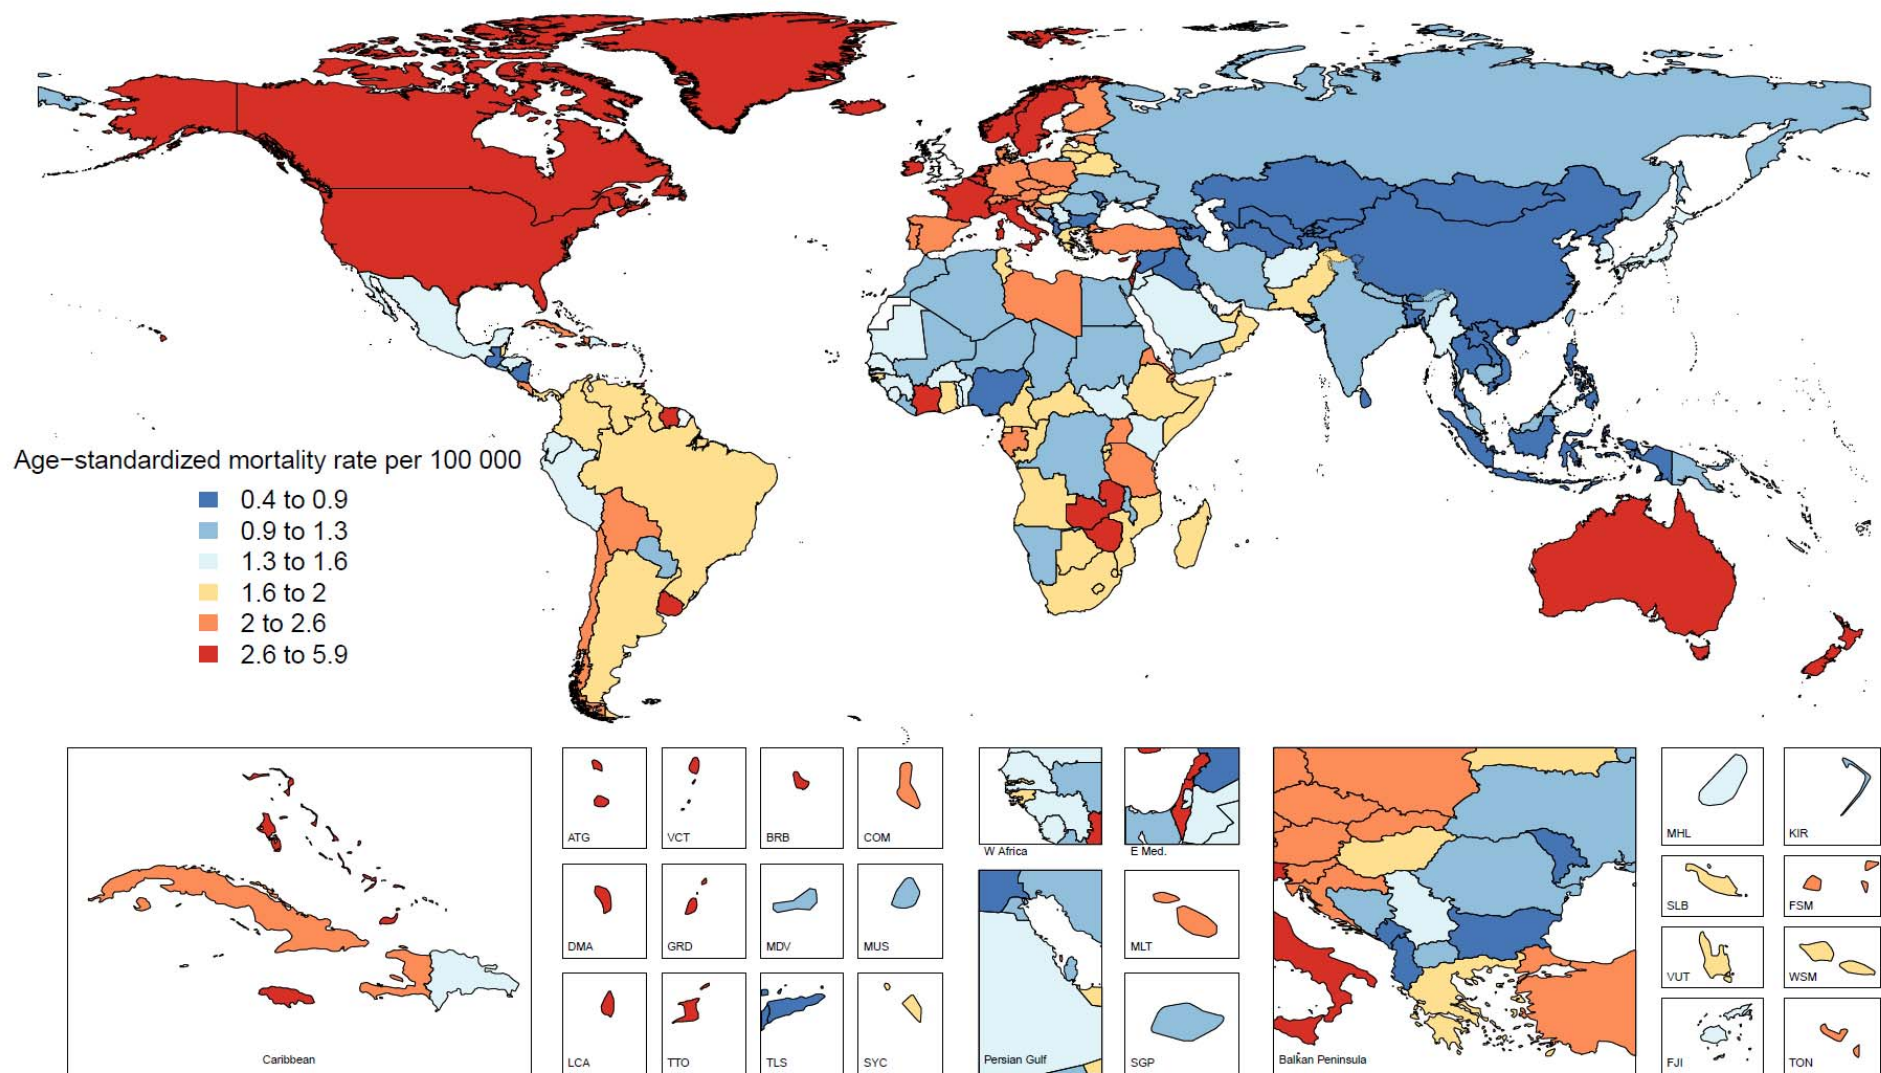 Age−standardized mortality rate per 100 000
0.4 to 0.9
0.9 to 1.3
1.3 to 1.6
1.6 to 2
2 to 2.6
2.6 to 5.9
Caribbean
ATG
VCT
BRB
COM
DMA
GRD
MDV
MUS
LCA
TTO
TLS
SYC
W Africa
E Med.
Persian Gulf
MLT
SGP
Balkan Peninsula
MHL
KIR
SLB
FSM
VUT
WSM
FJI
TON